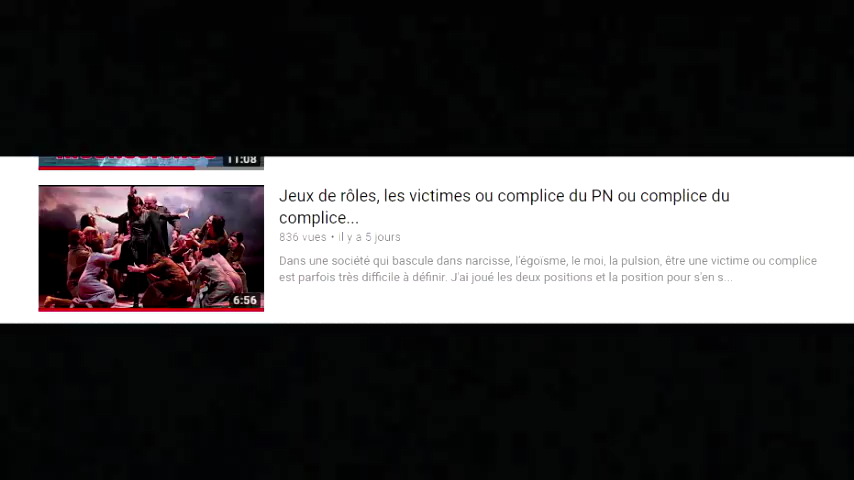 11:08
Jeux de rôles, les victimes ou complice du PN ou complice du
complice...
836 vues • il y a 5 jours
Dans une société qui bascule dans narcisse, l'égoïsme, le moi, la pulsion, être une victime ou complice
est parfois très difficile à définir. J'ai joué les deux positions et la position pour s'en s...
6:56